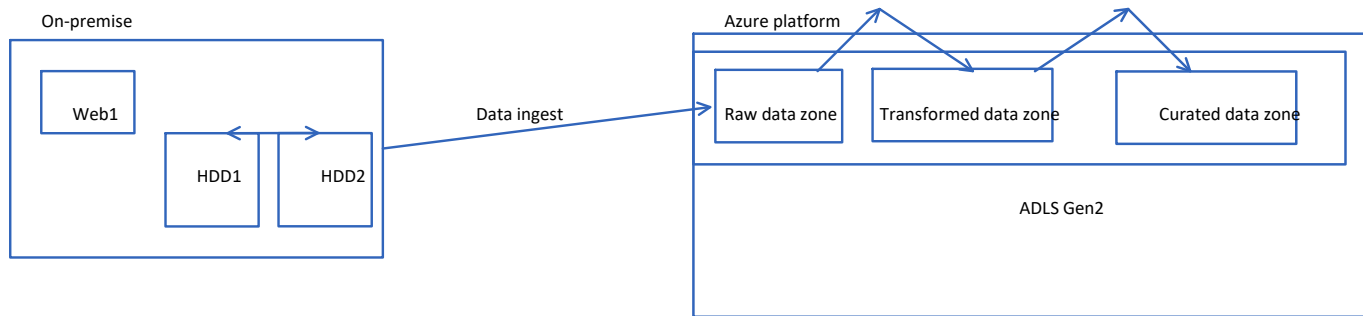 On-premise
Azure platform
Web1
Data ingest
Raw data zone
Transformed data zone
Curated data zone
HDD1
HDD2
ADLS Gen2